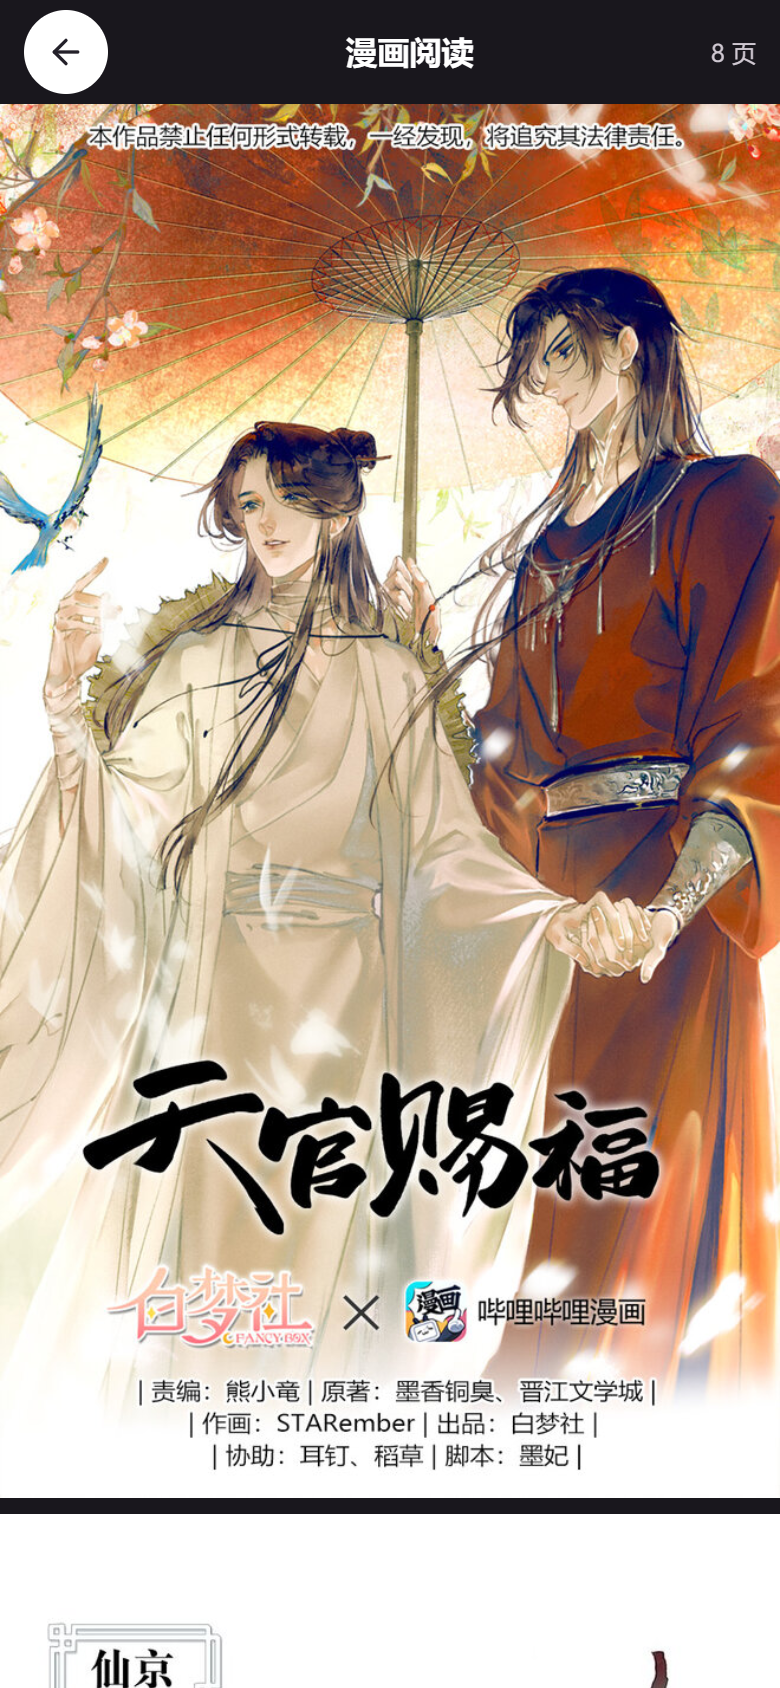 漫画阅读
8 页
本作品禁止任何形式转载，一经发现，将追究其法律责任。
天官赐福
白梦社
FANCY BOX
×
漫画
哔哩哔哩漫画
| 责编：熊小竜 | 原著：墨香铜臭、晋江文学城 |
| 作画：STARember | 出品：白梦社 |
| 协助：耳钉、稻草 | 脚本：墨妃 |
仙京